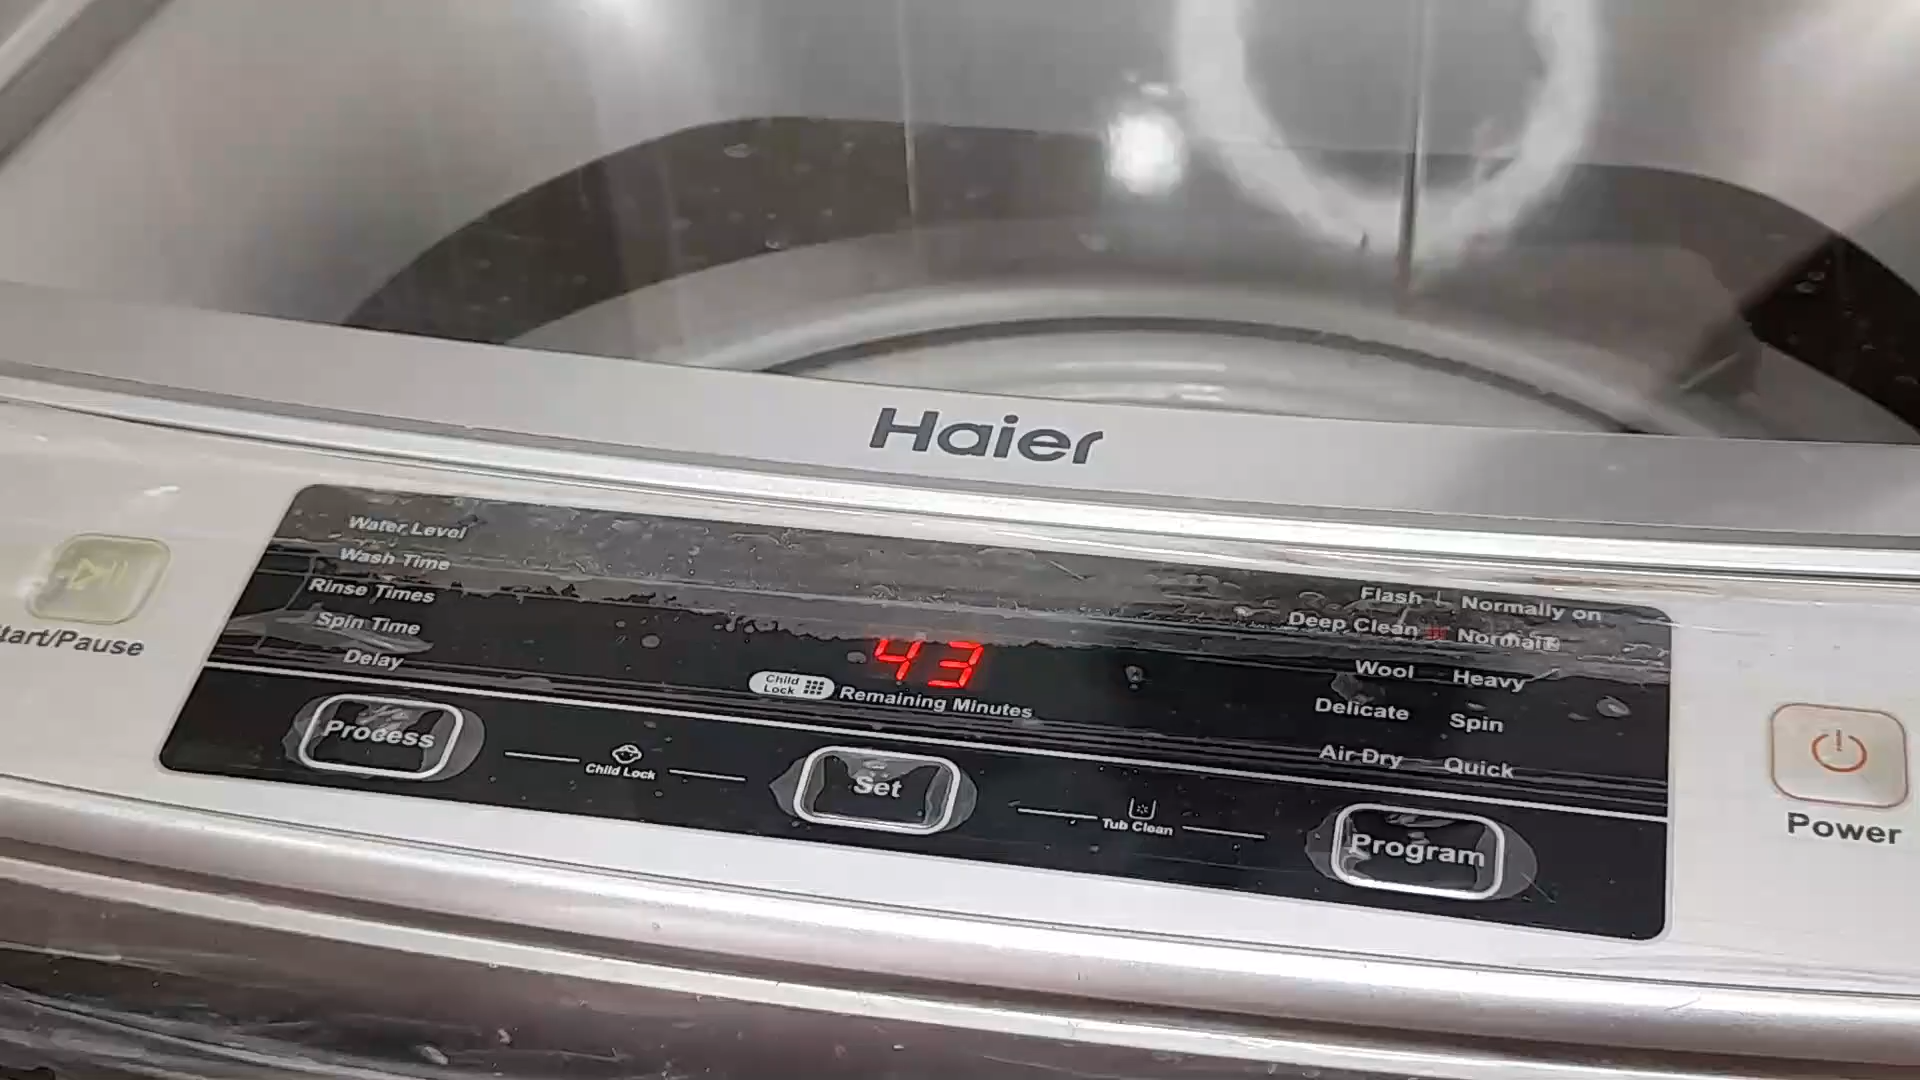 Haier
Water Level
Wash Time
Rinse Times
Spin Time
Delay
43
Child
Lock
Remaining Minutes
Flash Normally on
Deep Clean Normal
Wool Heavy
Delicate Spin
Air Dry Quick
tart/Pause
Process
Child Lock
Set
Tub Clean
Program
Power